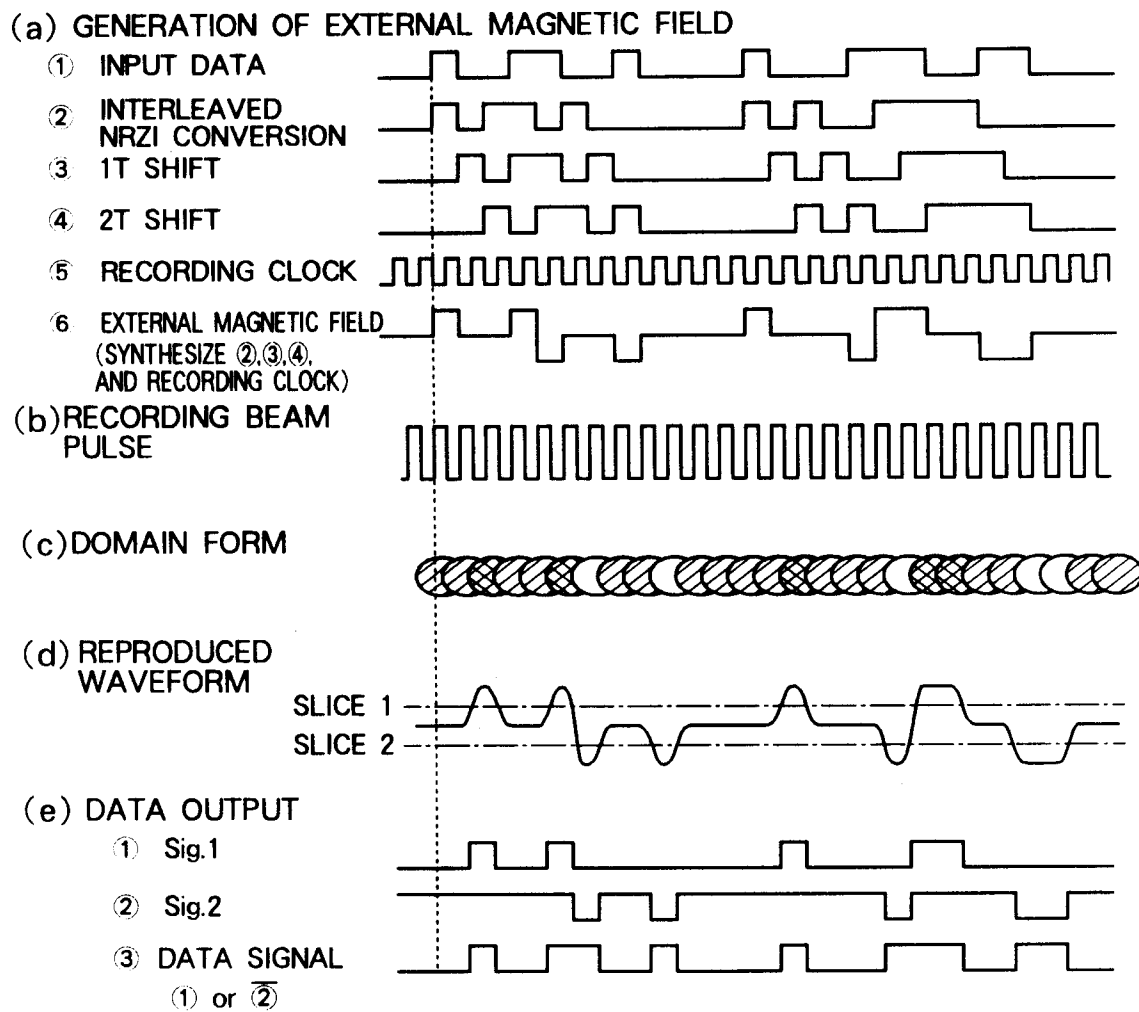 (a) GENERATION OF EXTERNAL MAGNETIC FIELD
① INPUT DATA
② INTERLEAVED
NRZI CONVERSION
③ 1T SHIFT
④ 2T SHIFT
⑤ RECORDING CLOCK
⑥ EXTERNAL MAGNETIC FIELD
(SYNTHESIZE ②,③,④,
AND RECORDING CLOCK)
(b) RECORDING BEAM
PULSE
(c) DOMAIN FORM
(d) REPRODUCED
WAVEFORM
SLICE 1
SLICE 2
(e) DATA OUTPUT
① Sig.1
② Sig.2
③ DATA SIGNAL
① or ②̅